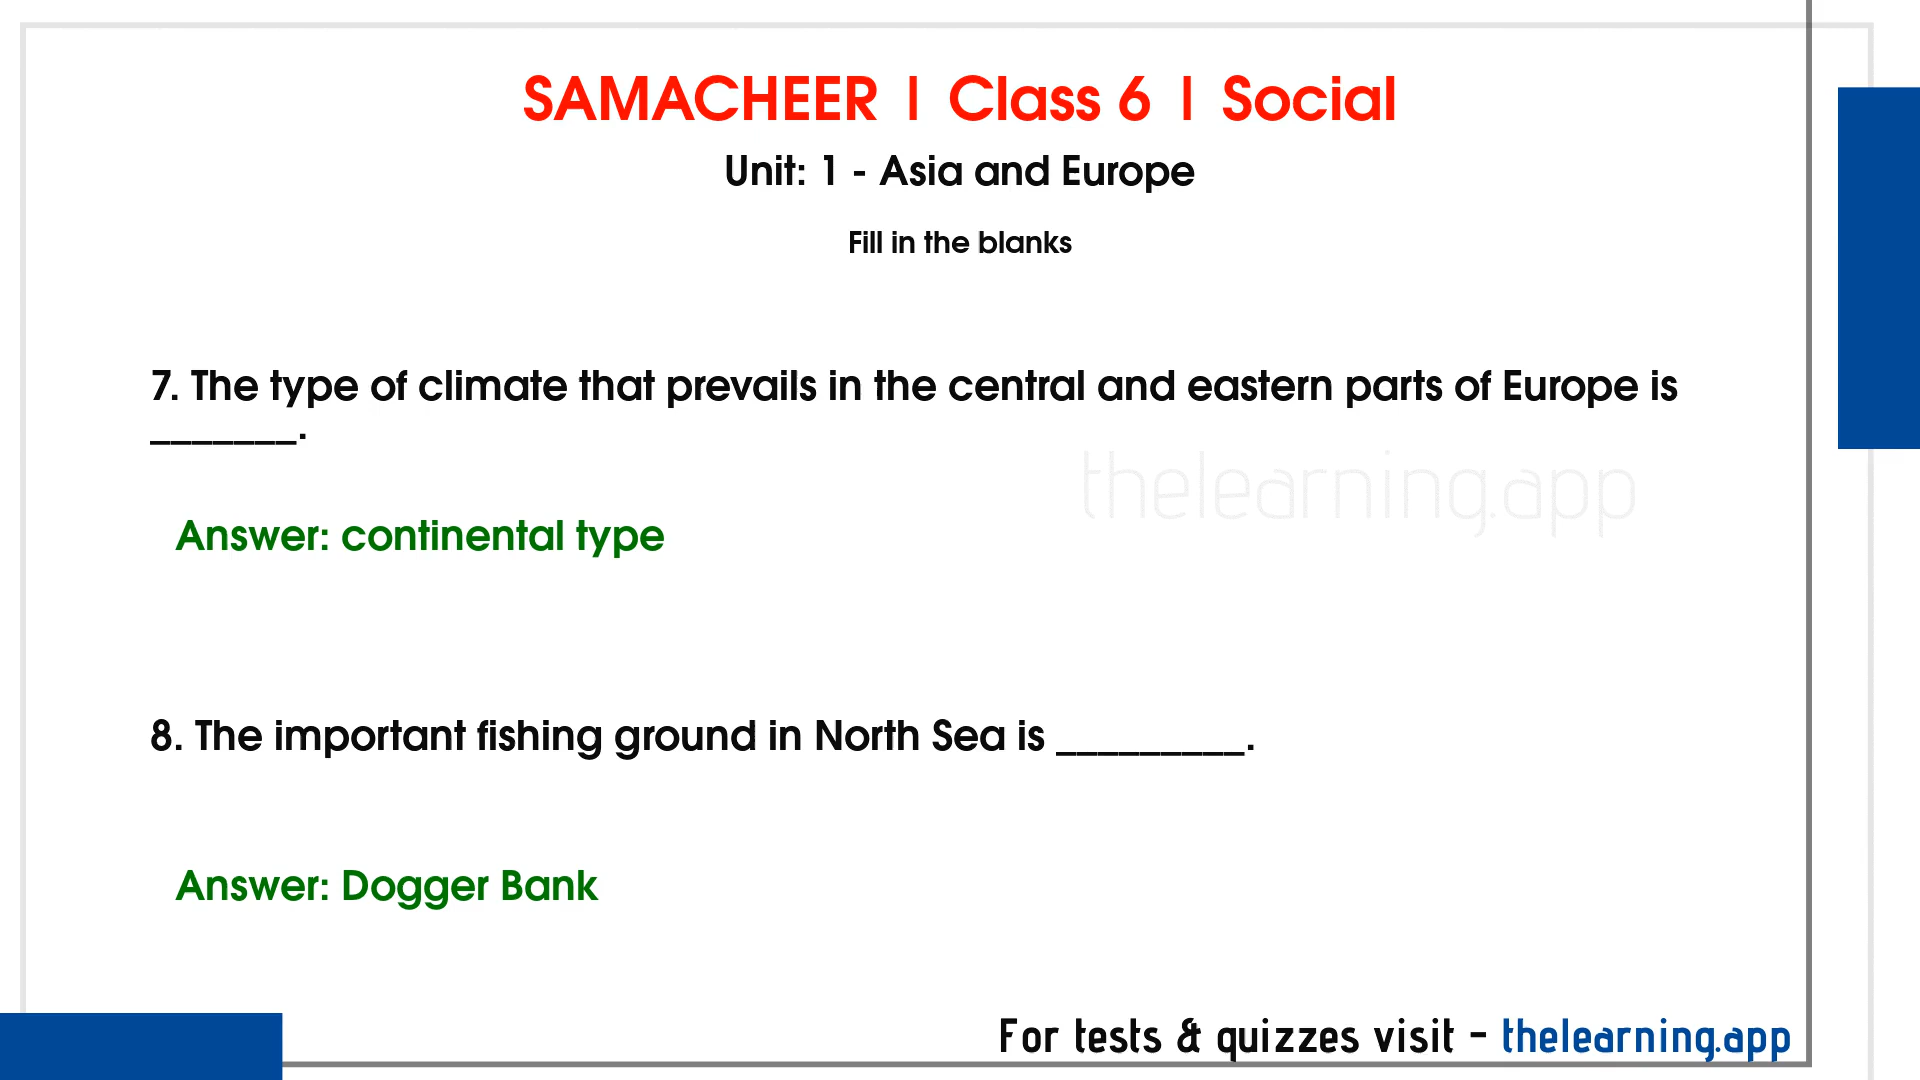 SAMACHEER | Class 6 | Social
Unit: 1 - Asia and Europe
Fill in the blanks
7. The type of climate that prevails in the central and eastern parts of Europe is
_______.
thelearning.app
Answer: continental type
8. The important fishing ground in North Sea is _________.
Answer: Dogger Bank
For tests & quizzes visit - thelearning.app